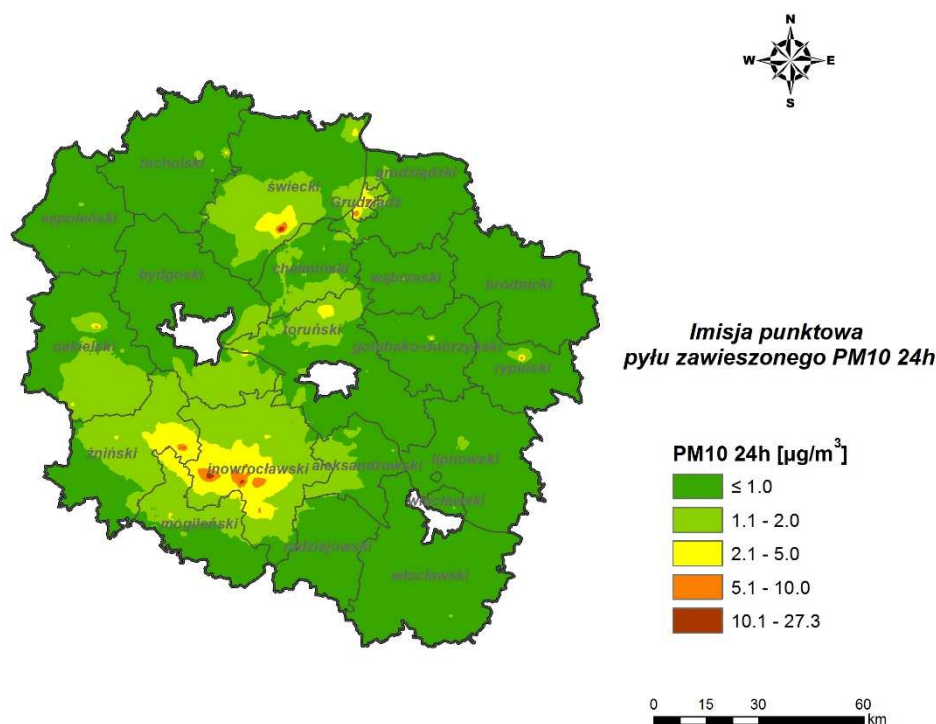 N
W E
S
tucholski
świecki
grudziądzki
Grudziądz
sępoleński
bydgoski
chełmiński
wąbrzeski
brodnicki
toruński
nakielski
golubsko-dobrzyński
rypiński
Imisja punktowa
pyłu zawieszonego PM10 24h
żniński
inowrocławski
aleksandrowski
lipnowski
włocławski
mogileński
radziejowski
włocławski
PM10 24h [µg/m³]
≤ 1.0
1.1 - 2.0
2.1 - 5.0
5.1 - 10.0
10.1 - 27.3
0 15 30 60
km